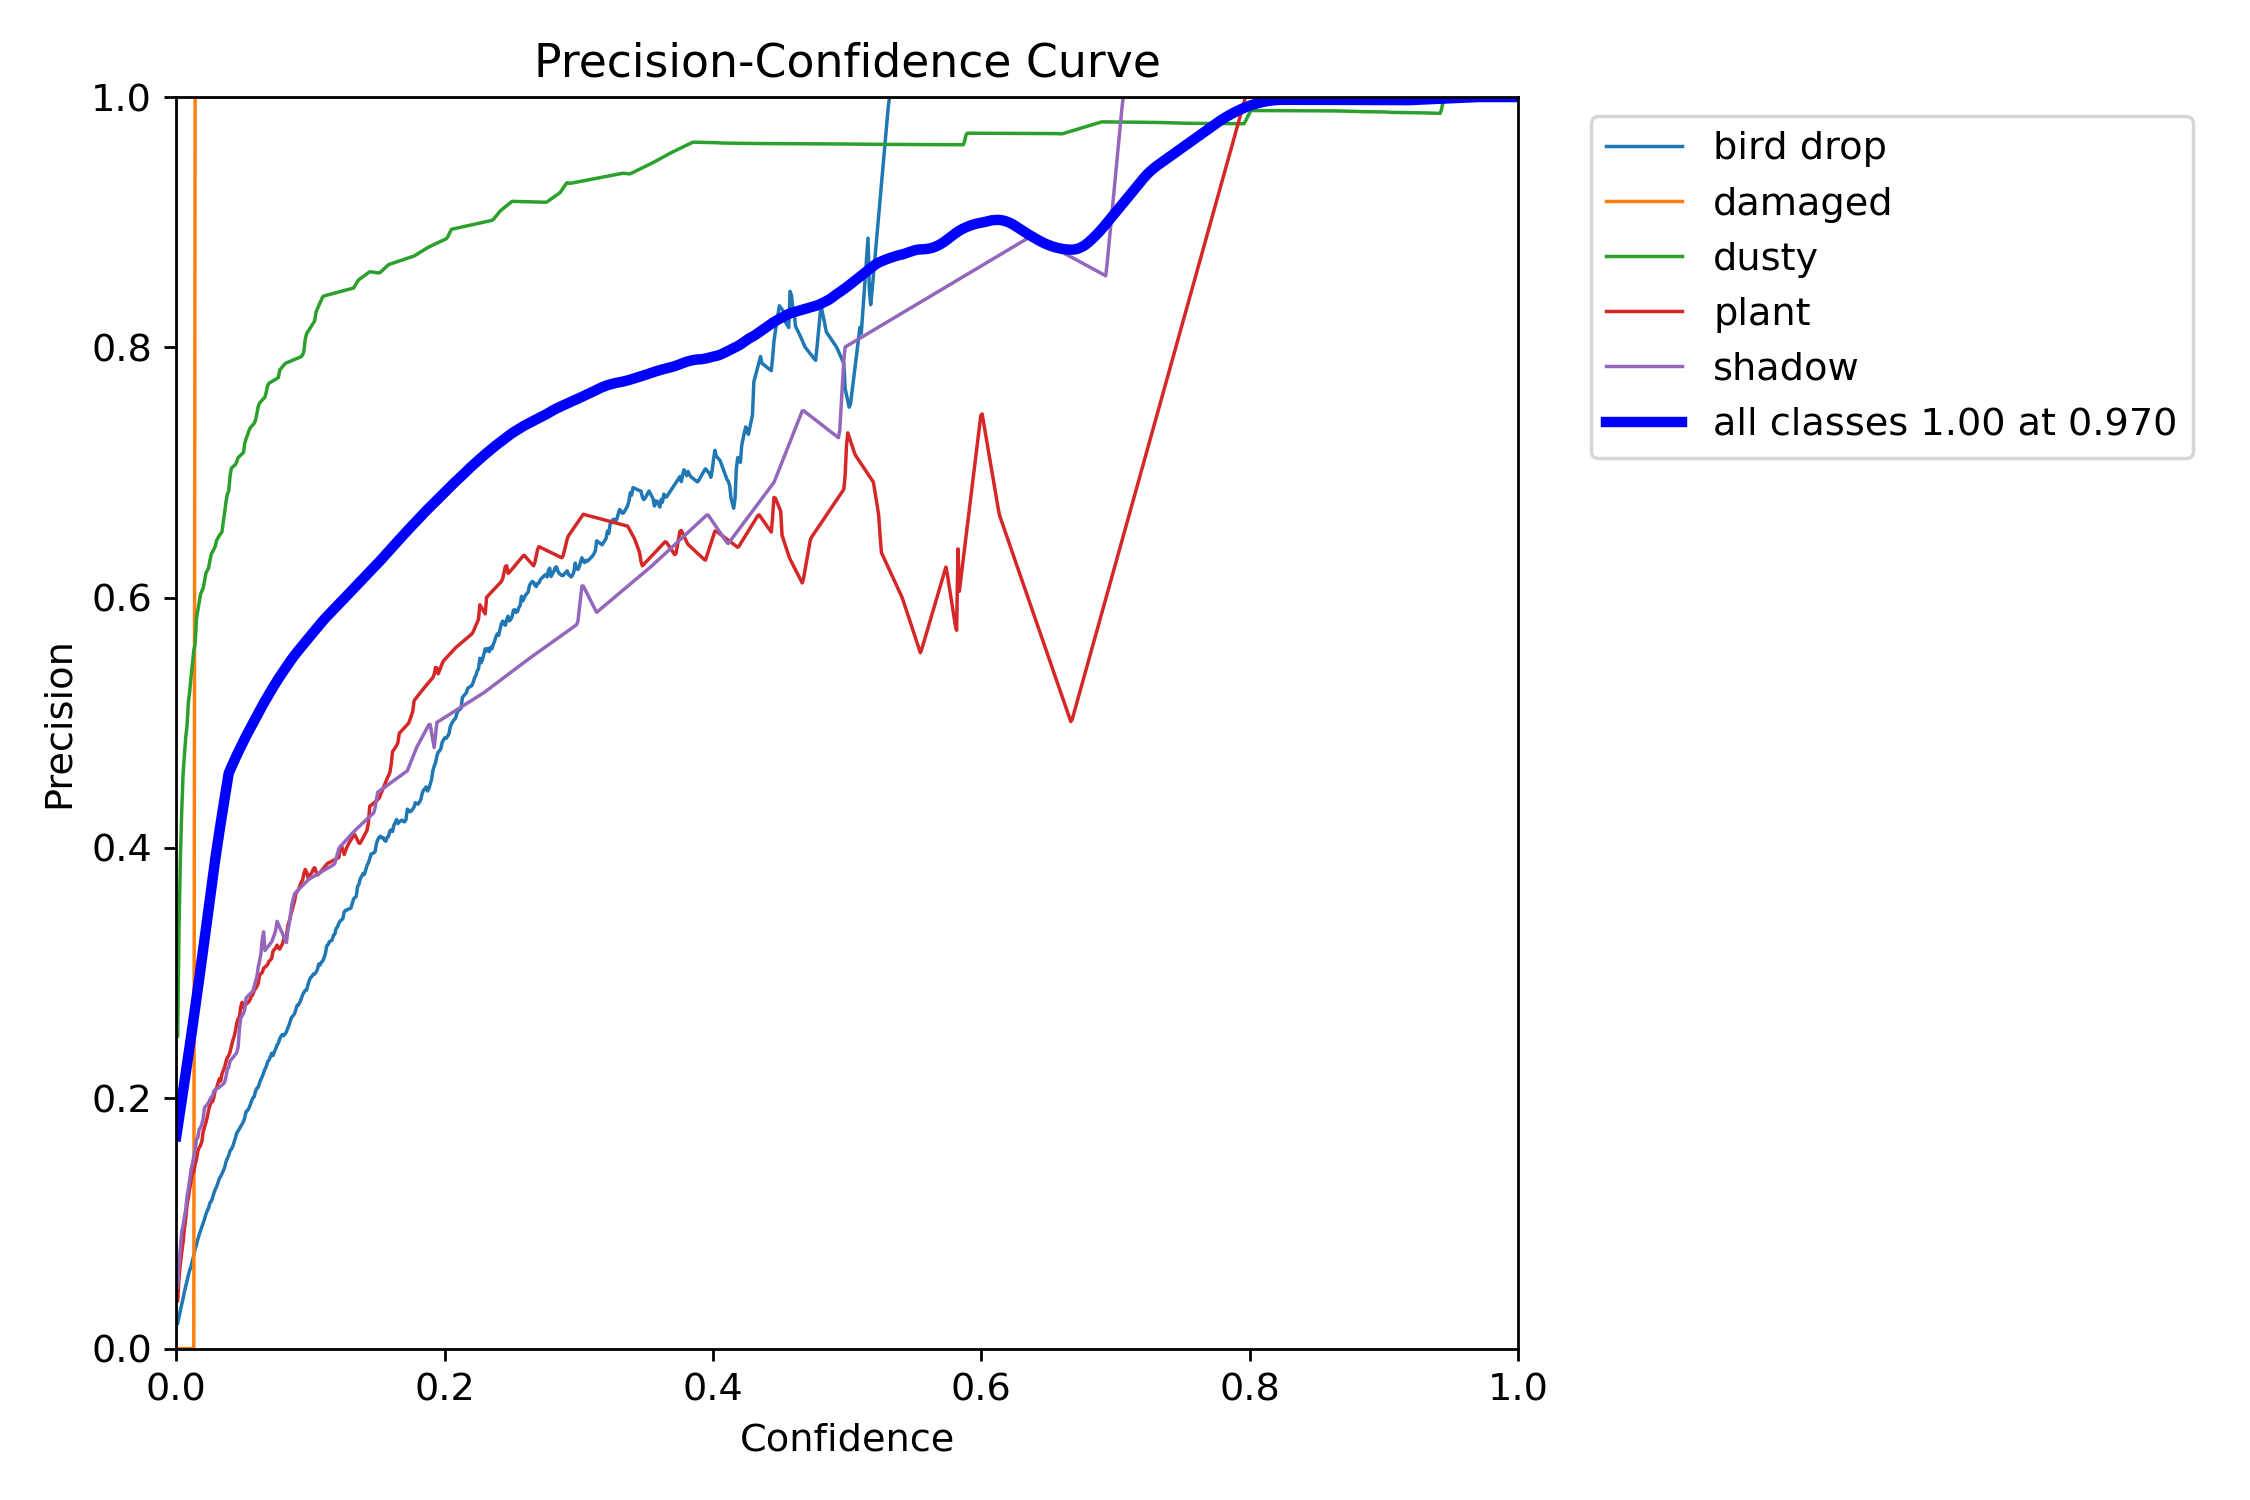 Precision-Confidence Curve
1.0
0.8
0.6
0.4
0.2
0.0
Precision
0.0 0.2 0.4 0.6 0.8 1.0
Confidence
bird drop
damaged
dusty
plant
shadow
all classes 1.00 at 0.970